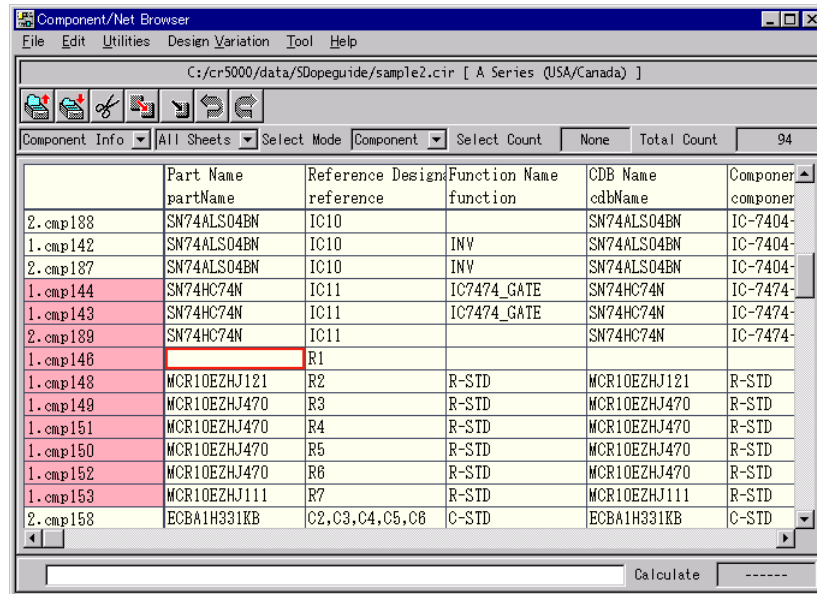 Component/Net Browser
File Edit Utilities Design Variation Tool Help
C:/cr5000/data/SDopeguide/sample2.cir [ A Series (USA/Canada) ]
Component Info All Sheets Select Mode Component Select Count None Total Count 94
Part Name Reference Design Function Name CDB Name Componen
partName reference function cdbName componen
2.cmp188 SN74ALS04BN IC10 SN74ALS04BN IC-7404-
1.cmp142 SN74ALS04BN IC10 INV SN74ALS04BN IC-7404-
2.cmp187 SN74ALS04BN IC10 INV SN74ALS04BN IC-7404-
1.cmp144 SN74HC74N IC11 IC7474_GATE SN74HC74N IC-7474-
1.cmp143 SN74HC74N IC11 IC7474_GATE SN74HC74N IC-7474-
2.cmp189 SN74HC74N IC11 SN74HC74N IC-7474-
1.cmp146 R1
1.cmp148 MCR10EZHJ121 R2 R-STD MCR10EZHJ121 R-STD
1.cmp149 MCR10EZHJ470 R3 R-STD MCR10EZHJ470 R-STD
1.cmp151 MCR10EZHJ470 R4 R-STD MCR10EZHJ470 R-STD
1.cmp150 MCR10EZHJ470 R5 R-STD MCR10EZHJ470 R-STD
1.cmp152 MCR10EZHJ470 R6 R-STD MCR10EZHJ470 R-STD
1.cmp153 MCR10EZHJ111 R7 R-STD MCR10EZHJ111 R-STD
2.cmp158 ECBA1H331KB C2,C3,C4,C5,C6 C-STD ECBA1H331KB C-STD
Calculate ------